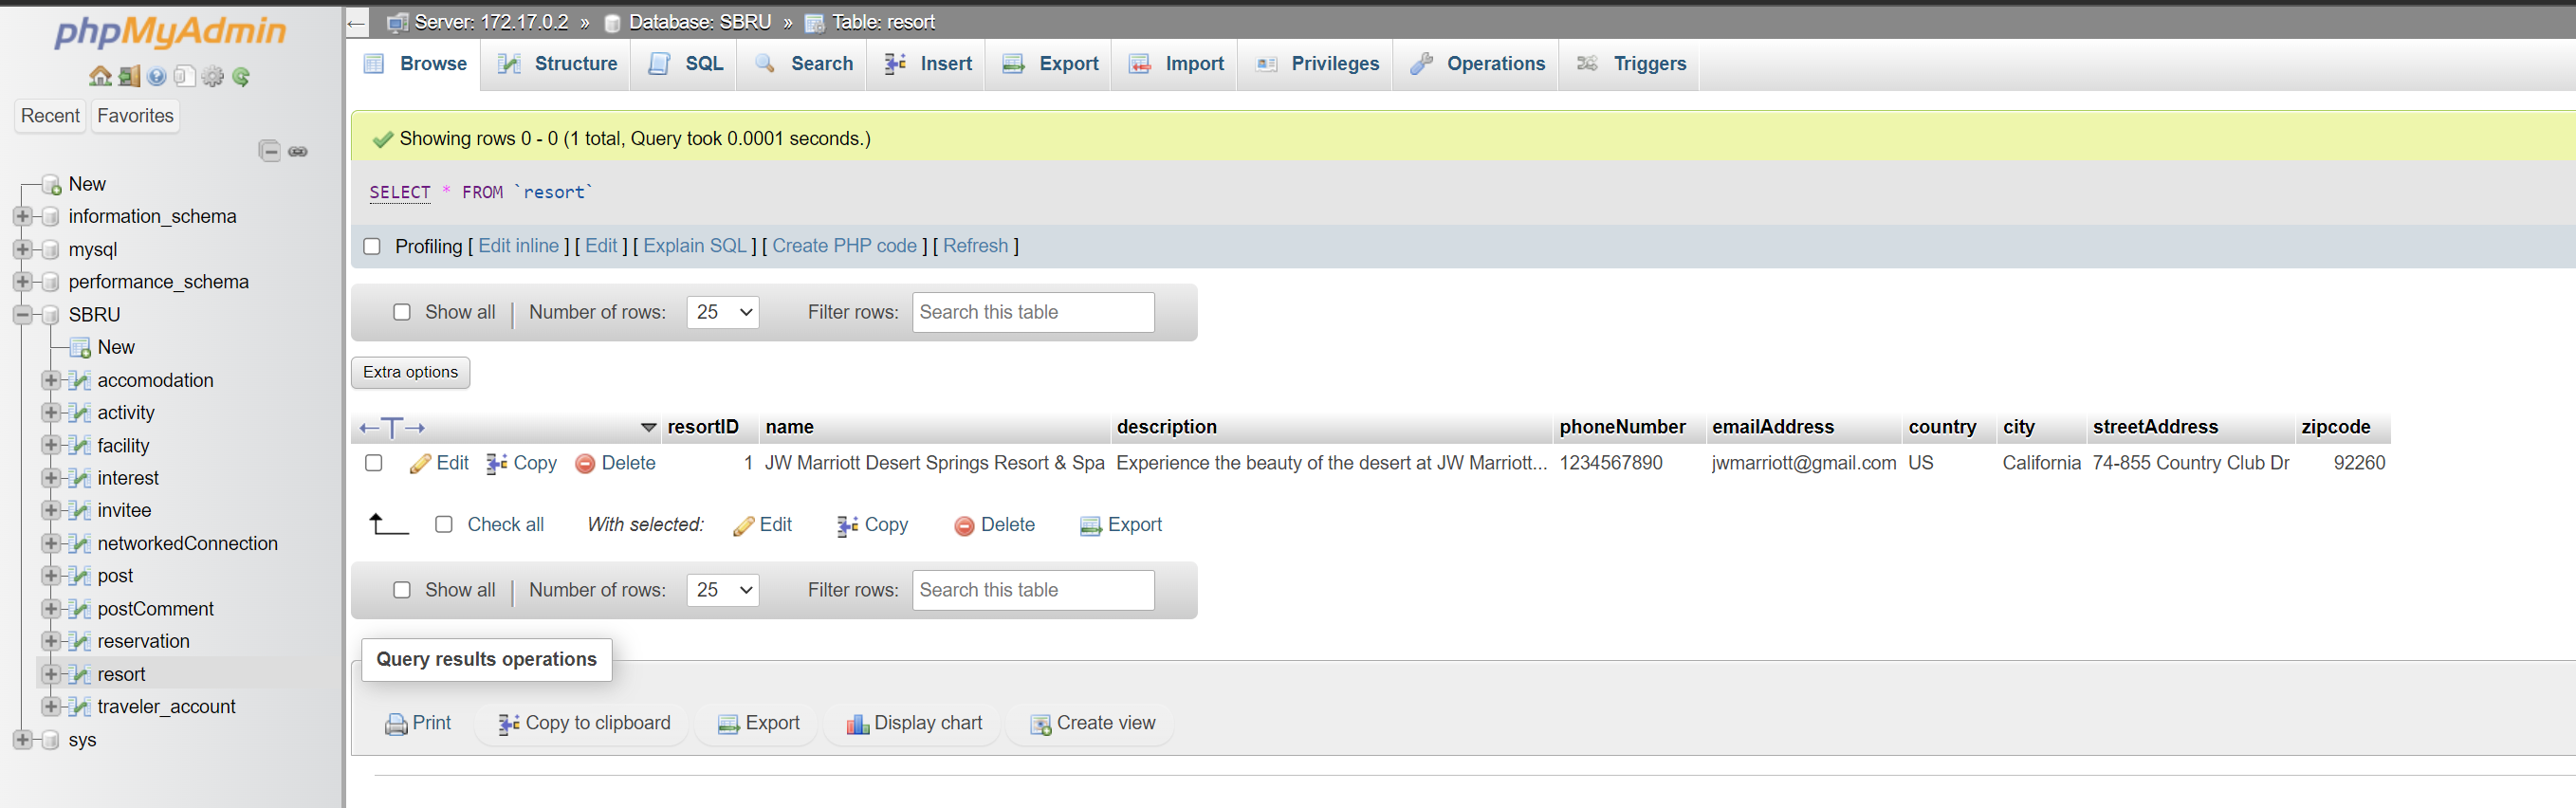 phpMyAdmin
Recent Favorites
New
information_schema
mysql
performance_schema
SBRU
New
accomodation
activity
facility
interest
invitee
networkedConnection
post
postComment
reservation
resort
traveler_account
sys
Server: 172.17.0.2 » Database: SBRU » Table: resort
Browse Structure SQL Search Insert Export Import Privileges Operations Triggers
Showing rows 0 - 0 (1 total, Query took 0.0001 seconds.)
SELECT * FROM `resort`
Profiling [ Edit inline ] [ Edit ] [ Explain SQL ] [ Create PHP code ] [ Refresh ]
Show all | Number of rows: 25 Filter rows: Search this table
Extra options
←T→ resortID name description phoneNumber emailAddress country city streetAddress zipcode
Edit Copy Delete 1 JW Marriott Desert Springs Resort & Spa Experience the beauty of the desert at JW Marriott... 1234567890 jwmarriott@gmail.com US California 74-855 Country Club Dr 92260
Check all With selected: Edit Copy Delete Export
Show all | Number of rows: 25 Filter rows: Search this table
Query results operations
Print Copy to clipboard Export Display chart Create view